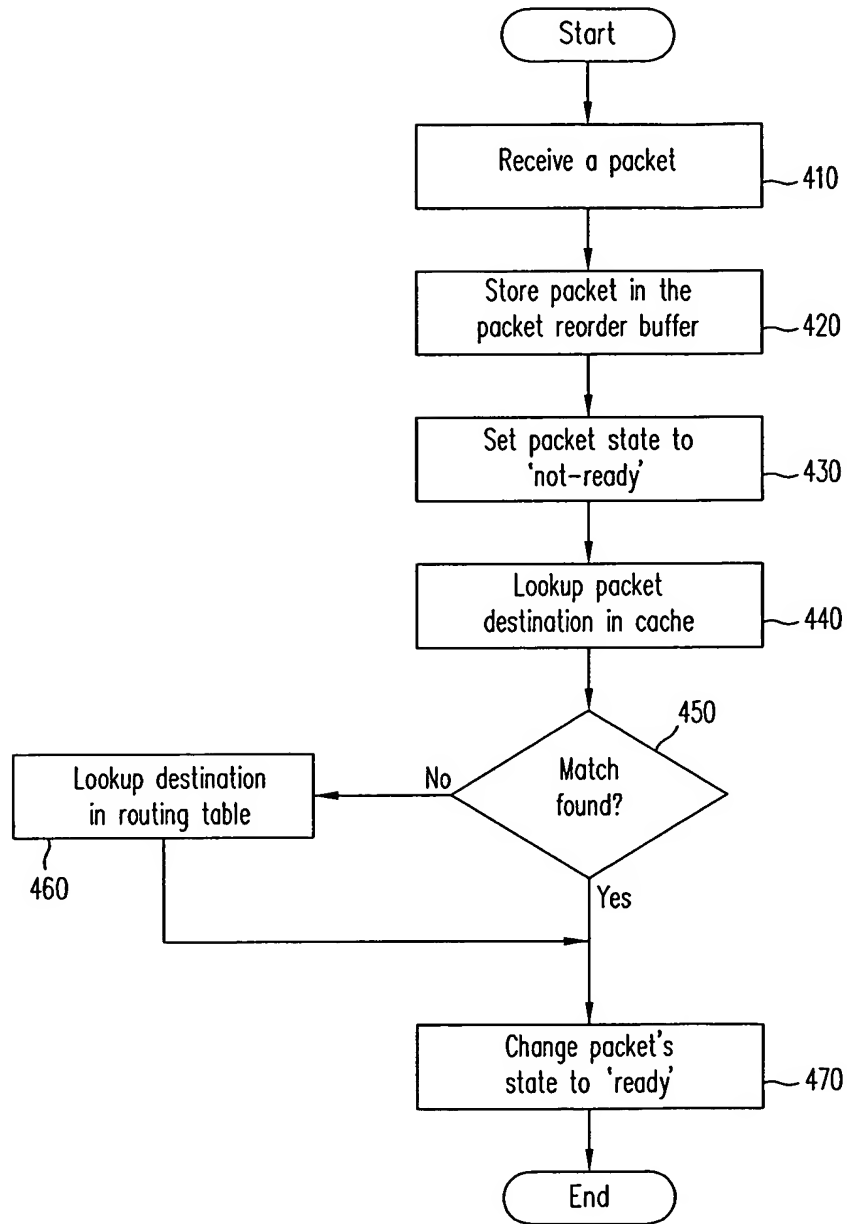 Start
Receive a packet
410
Store packet in the
packet reorder buffer
420
Set packet state to
'not-ready'
430
Lookup packet
destination in cache
440
450
Match
found?
No
Lookup destination
in routing table
460
Yes
Change packet's
state to 'ready'
470
End